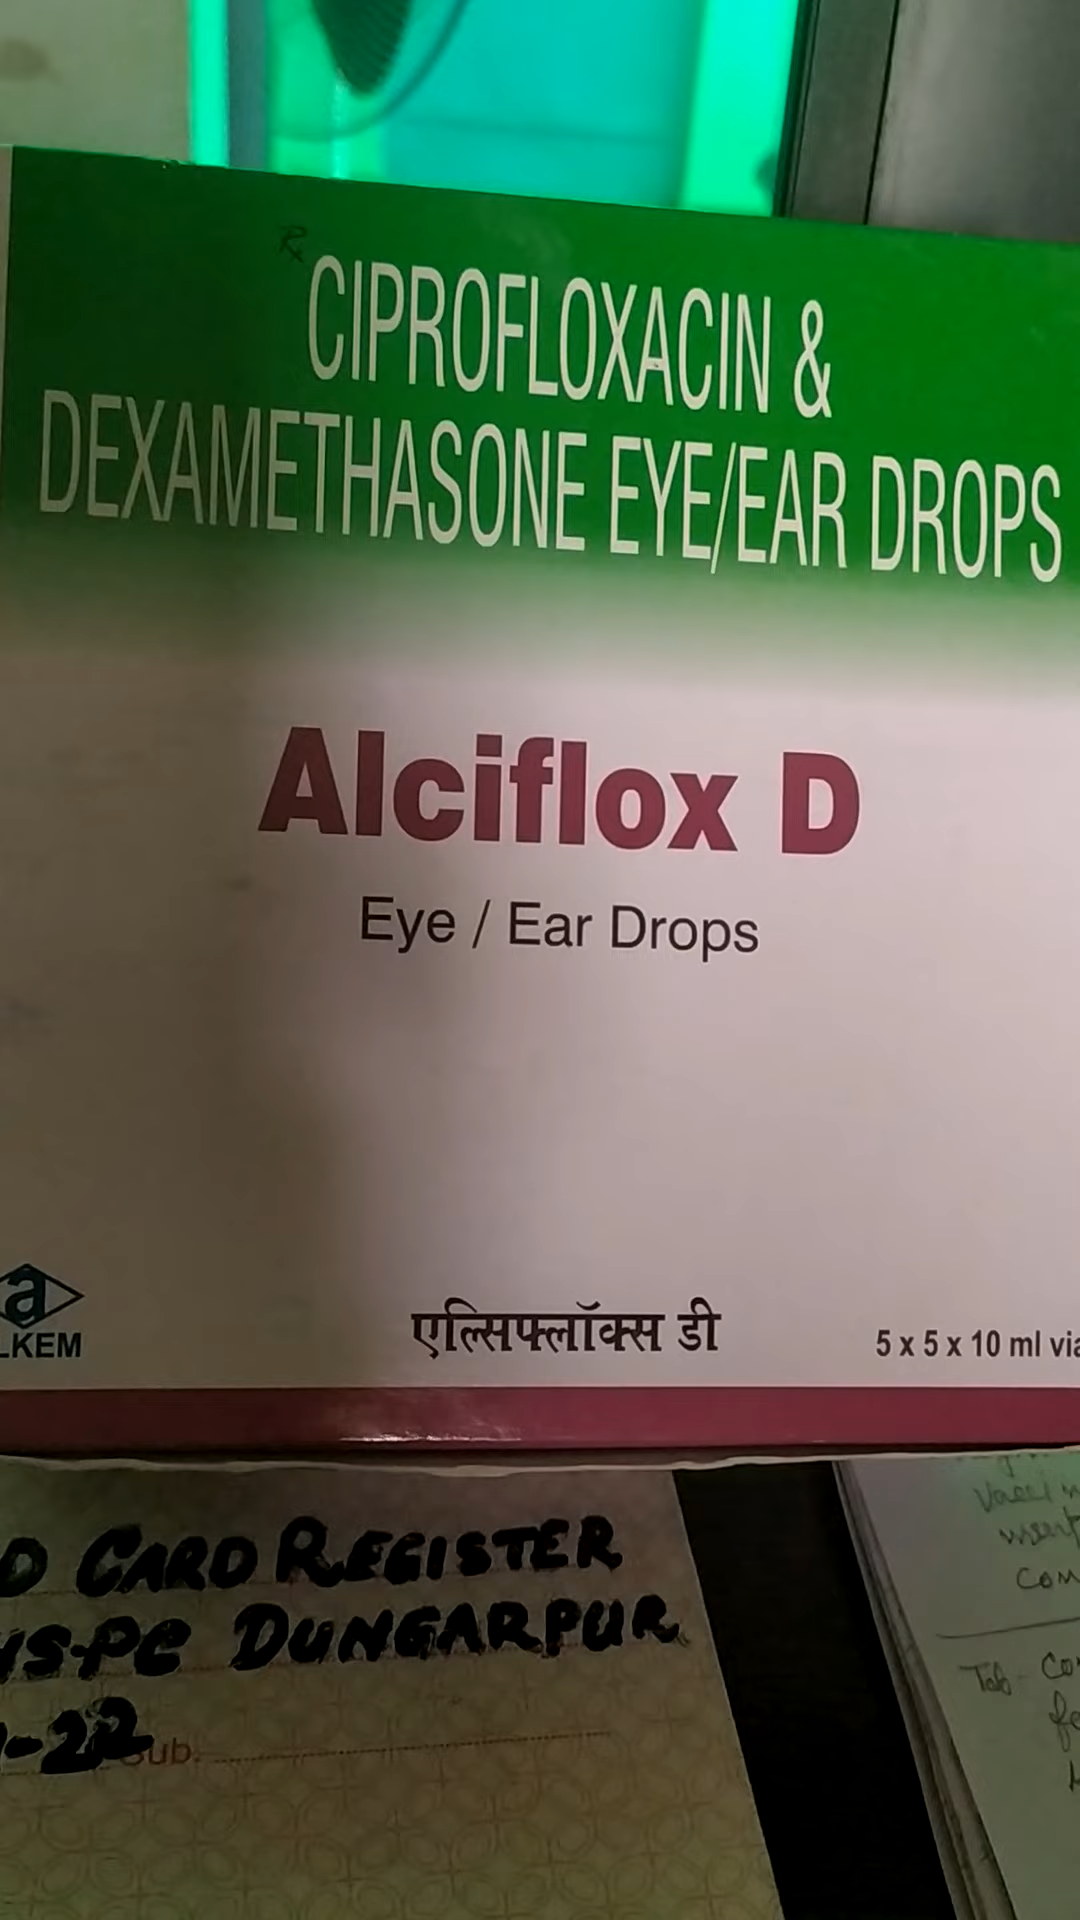 Rx
CIPROFLOXACIN &
DEXAMETHASONE EYE/EAR DROPS
Alciflox D
Eye / Ear Drops
a
LKEM
एल्सिफ्लॉक्स डी
5 x 5 x 10 ml via
D CARD REGISTER
DUNGARPUR
-22
Sub.
Tab - Co